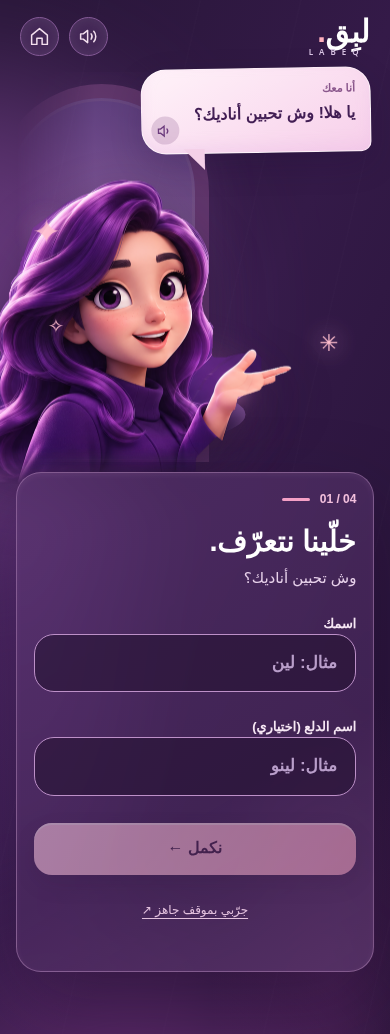 لبِق.
LABEQ
أنا معك
يا هلا! وش تحبين أناديك؟
01 / 04
خلّينا نتعرّف.
وش تحبين أناديك؟
اسمك
مثال: لين
اسم الدلع (اختياري)
مثال: لينو
نكمل ←
جرّبي بموقف جاهز ↗